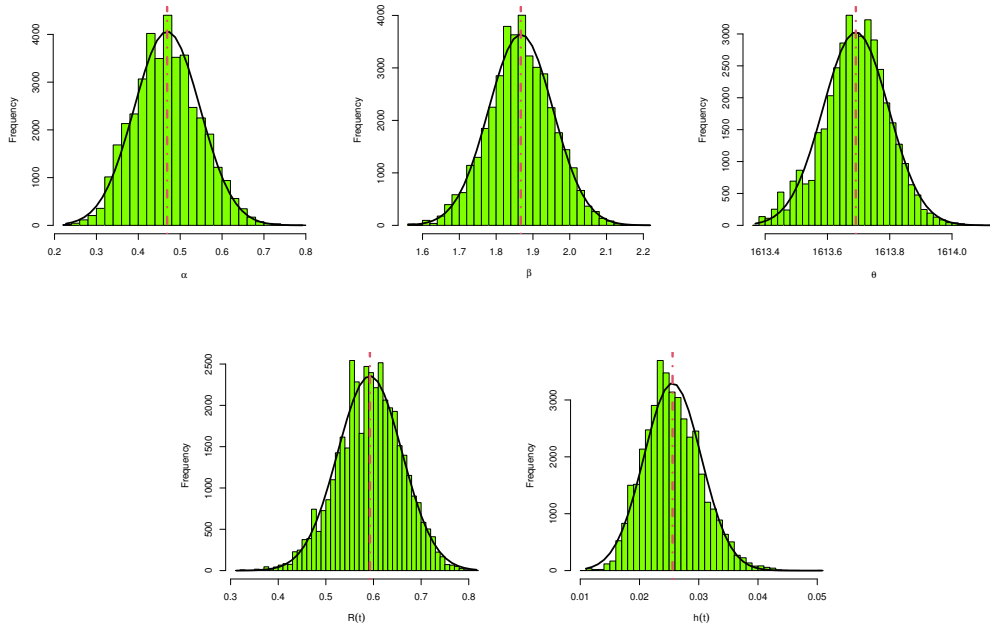 Frequency
0 1000 2000 3000 4000
0.2 0.3 0.4 0.5 0.6 0.7 0.8
α
Frequency
0 1000 2000 3000 4000
1.6 1.7 1.8 1.9 2.0 2.1 2.2
β
Frequency
0 500 1000 1500 2000 2500 3000
1613.4 1613.6 1613.8 1614.0
θ
Frequency
0 500 1000 1500 2000 2500
0.3 0.4 0.5 0.6 0.7 0.8
R(t)
Frequency
0 1000 2000 3000
0.01 0.02 0.03 0.04 0.05
h(t)